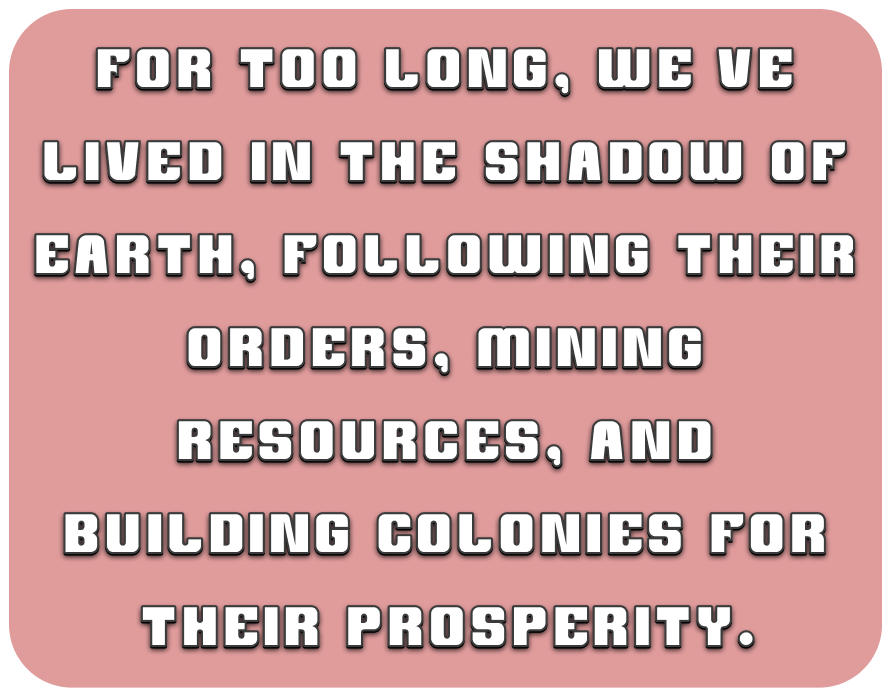 FOR TOO LONG, WE VE
LIVED IN THE SHADOW OF
EARTH, FOLLOWING THEIR
ORDERS, MINING
RESOURCES, AND
BUILDING COLONIES FOR
THEIR PROSPERITY.